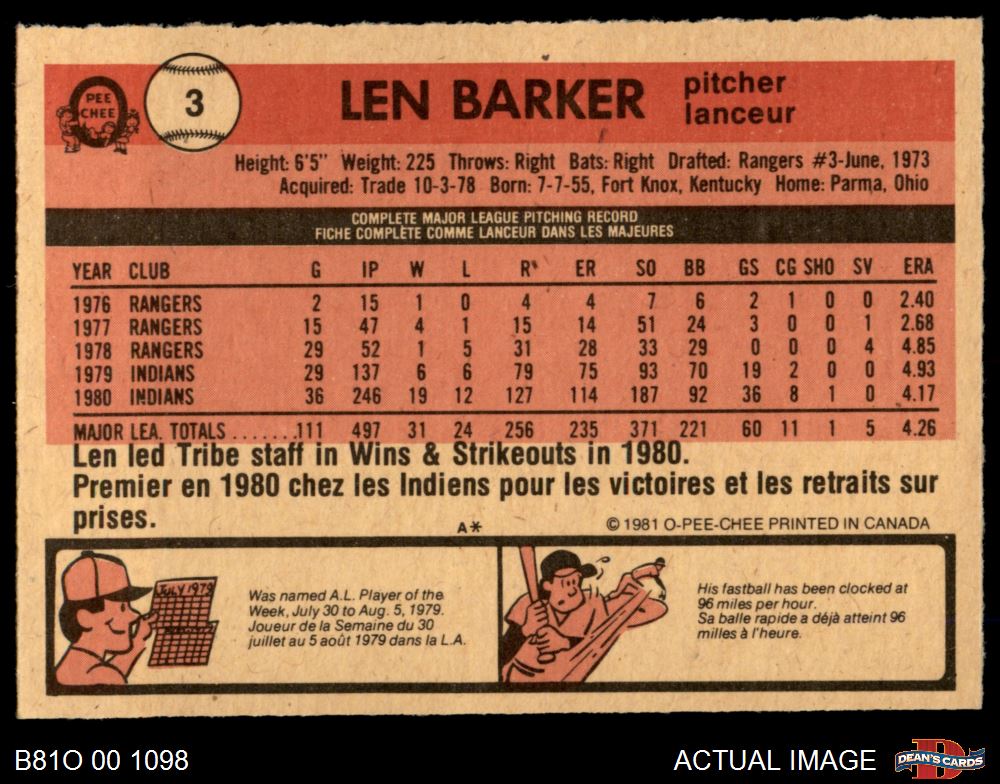 PEE
CHEE
3
LEN BARKER
pitcher
lanceur
Height: 6'5" Weight: 225 Throws: Right Bats: Right Drafted: Rangers #3-June, 1973
Acquired: Trade 10-3-78 Born: 7-7-55, Fort Knox, Kentucky Home: Parma, Ohio
COMPLETE MAJOR LEAGUE PITCHING RECORD
FICHE COMPLÈTE COMME LANCEUR DANS LES MAJEURES
YEAR CLUB G IP W L R ER SO BB GS CG SHO SV ERA
1976 RANGERS 2 15 1 0 4 4 7 6 2 1 0 0 2.40
1977 RANGERS 15 47 4 1 15 14 51 24 3 0 0 1 2.68
1978 RANGERS 29 52 1 5 31 28 33 29 0 0 0 4 4.85
1979 INDIANS 29 137 6 6 79 75 93 70 19 2 0 0 4.93
1980 INDIANS 36 246 19 12 127 114 187 92 36 8 1 0 4.17
MAJOR LEA. TOTALS .......111 497 31 24 256 235 371 221 60 11 1 5 4.26
Len led Tribe staff in Wins & Strikeouts in 1980.
Premier en 1980 chez les Indiens pour les victoires et les retraits sur
prises.
A* © 1981 O-PEE-CHEE PRINTED IN CANADA
JULY 1979
Was named A.L. Player of the
Week, July 30 to Aug. 5, 1979.
Joueur de la Semaine du 30
juillet au 5 août 1979 dans la L.A.
His fastball has been clocked at
96 miles per hour.
Sa balle rapide a déjà atteint 96
milles à l'heure.
B81O 00 1098
ACTUAL IMAGE
DEAN'S CARDS